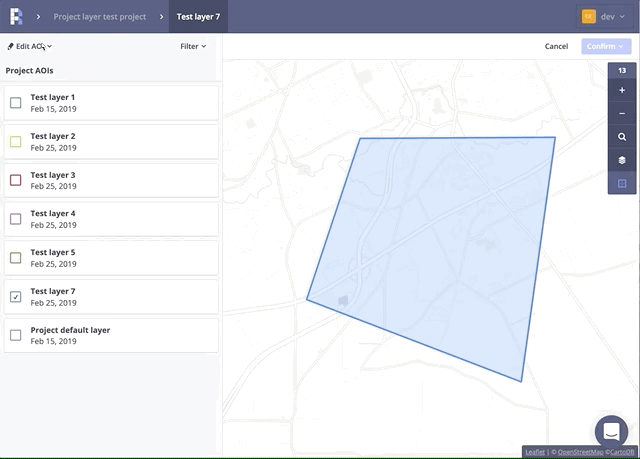 Project layer test project
Test layer 7
dev
Edit AOI
Filter
Cancel
Confirm
Project AOIs
Test layer 1
Feb 15, 2019
Test layer 2
Feb 25, 2019
Test layer 3
Feb 25, 2019
Test layer 4
Feb 25, 2019
Test layer 5
Feb 25, 2019
Test layer 7
Feb 25, 2019
Project default layer
Feb 15, 2019
13
Leaflet | © OpenStreetMap ©CartoDB